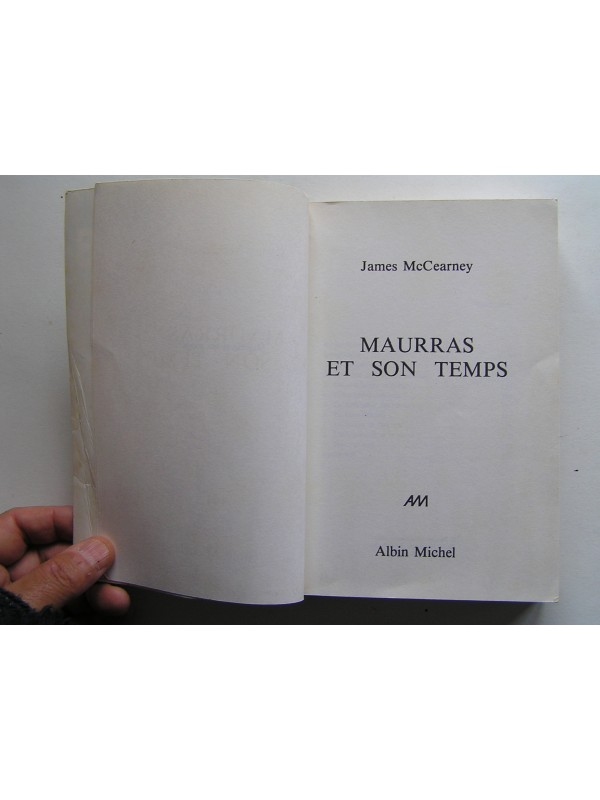 James McCearney
MAURRAS
ET SON TEMPS
AM
Albin Michel